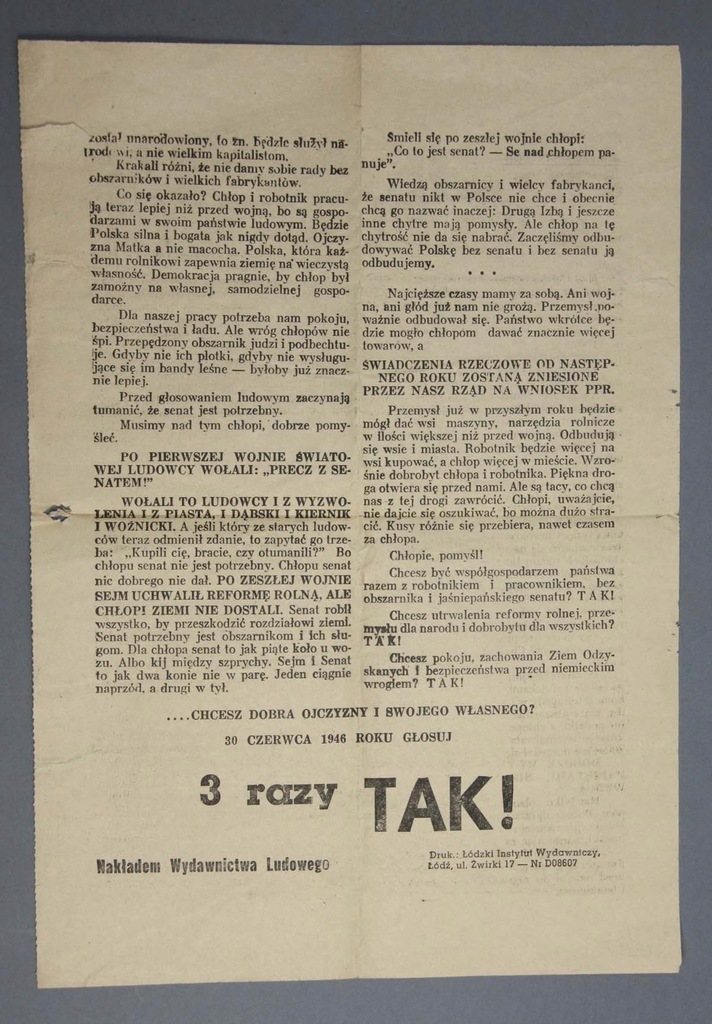 został unarodowiony, to zn. będzie służył na-
rodowi, a nie wielkim kapitalistom.
Krakali różni, że nie damy sobie rady bez
obszarników i wielkich fabrykantów.
Co się okazało? Chłop i robotnik pracu-
ją teraz lepiej niż przed wojną, bo są gospo-
darzami w swoim państwie ludowym. Będzie
Polska silna i bogata jak nigdy dotąd. Ojczy-
zna Matka a nie macocha. Polska, która każ-
demu rolnikowi zapewnia ziemię na wieczystą
własność. Demokracja pragnie, by chłop był
zamożny na własnej, samodzielnej gospo-
darce.
Dla naszej pracy potrzeba nam pokoju,
bezpieczeństwa i ładu. Ale wróg chłopów nie
śpi. Przepędzony obszarnik judzi i podbechtu-
je. Gdyby nie ich plotki, gdyby nie wysługu-
jące się im bandy leśne — byłoby już znacz-
nie lepiej.
Przed głosowaniem ludowym zaczynają
tumanić, że senat jest potrzebny.
Musimy nad tym chłopi, dobrze pomy-
śleć.
PO PIERWSZEJ WOJNIE ŚWIATO-
WEJ LUDOWCY WOŁALI: „PRECZ Z SE-
NATEM!”
WOŁALI TO LUDOWCY I Z WYZWO-
LENIA I Z PIASTA, I DĄBSKI I KIERNIK
I WOŹNICKI. A jeśli który ze starych ludow-
ców teraz odmienił zdanie, to zapytać go trze-
ba: „Kupili cię, bracie, czy otumanili?” Bo
chłopu senat nie jest potrzebny. Chłopu senat
nic dobrego nie dał. PO ZESZŁEJ WOJNIE
SEJM UCHWALIŁ REFORMĘ ROLNĄ, ALE
CHŁOPI ZIEMI NIE DOSTALI. Senat robił
wszystko, by przeszkodzić rozdziałowi ziemi.
Senat potrzebny jest obszarnikom i ich słu-
gom. Dla chłopa senat to jak piąte koło u wo-
zu. Albo kij między szprychy. Sejm i Senat
to jak dwa konie nie w parę. Jeden ciągnie
naprzód, a drugi w tył.
Śmieli się po zeszłej wojnie chłopi:
„Co to jest senat? — Se nad chłopem pa-
nuje”.
Wiedzą obszarnicy i wielcy fabrykanci,
że senatu nikt w Polsce nie chce i obecnie
chcą go nazwać inaczej: Drugą Izbą i jeszcze
inne chytre mają pomysły. Ale chłop na tę
chytrość nie da się nabrać. Zaczęliśmy odbu-
dowywać Polskę bez senatu i bez senatu ją
odbudujemy.
* * *
Najcięższe czasy mamy za sobą. Ani woj-
na, ani głód już nam nie grożą. Przemysł po-
ważnie odbudował się. Państwo wkrótce bę-
dzie mogło chłopom dawać znacznie więcej
towarów, a
ŚWIADCZENIA RZECZOWE OD NASTĘP-
NEGO ROKU ZOSTANĄ ZNIESIONE
PRZEZ NASZ RZĄD NA WNIOSEK PPR.
Przemysł już w przyszłym roku będzie
mógł dać wsi maszyny, narzędzia rolnicze
w ilości większej niż przed wojną. Odbudują
się wsie i miasta. Robotnik będzie więcej na
wsi kupować, a chłop więcej w mieście. Wzro-
śnie dobrobyt chłopa i robotnika. Piękna dro-
ga otwiera się przed nami. Ale są tacy, co chcą
nas z tej drogi zawrócić. Chłopi, uważajcie,
nie dajcie się oszukiwać, bo można dużo stra-
cić. Kusy różnie się przebiera, nawet czasem
za chłopa.
Chłopie, pomyśl!
Chcesz być współgospodarzem państwa
razem z robotnikiem i pracownikiem, bez
obszarnika i jaśniepańskiego senatu? T A K!
Chcesz utrwalenia reformy rolnej, prze-
mysłu dla narodu i dobrobytu dla wszystkich?
T A K!
Chcesz pokoju, zachowania Ziem Odzy-
skanych i bezpieczeństwa przed niemieckim
wrogiem? T A K!
....CHCESZ DOBRA OJCZYZNY I SWOJEGO WŁASNEGO?
30 CZERWCA 1946 ROKU GŁOSUJ
3 razy TAK!
Nakładem Wydawnictwa Ludowego
Druk.: Łódzki Instytut Wydawniczy,
Łódź, ul. Żwirki 17 — Nr D08607